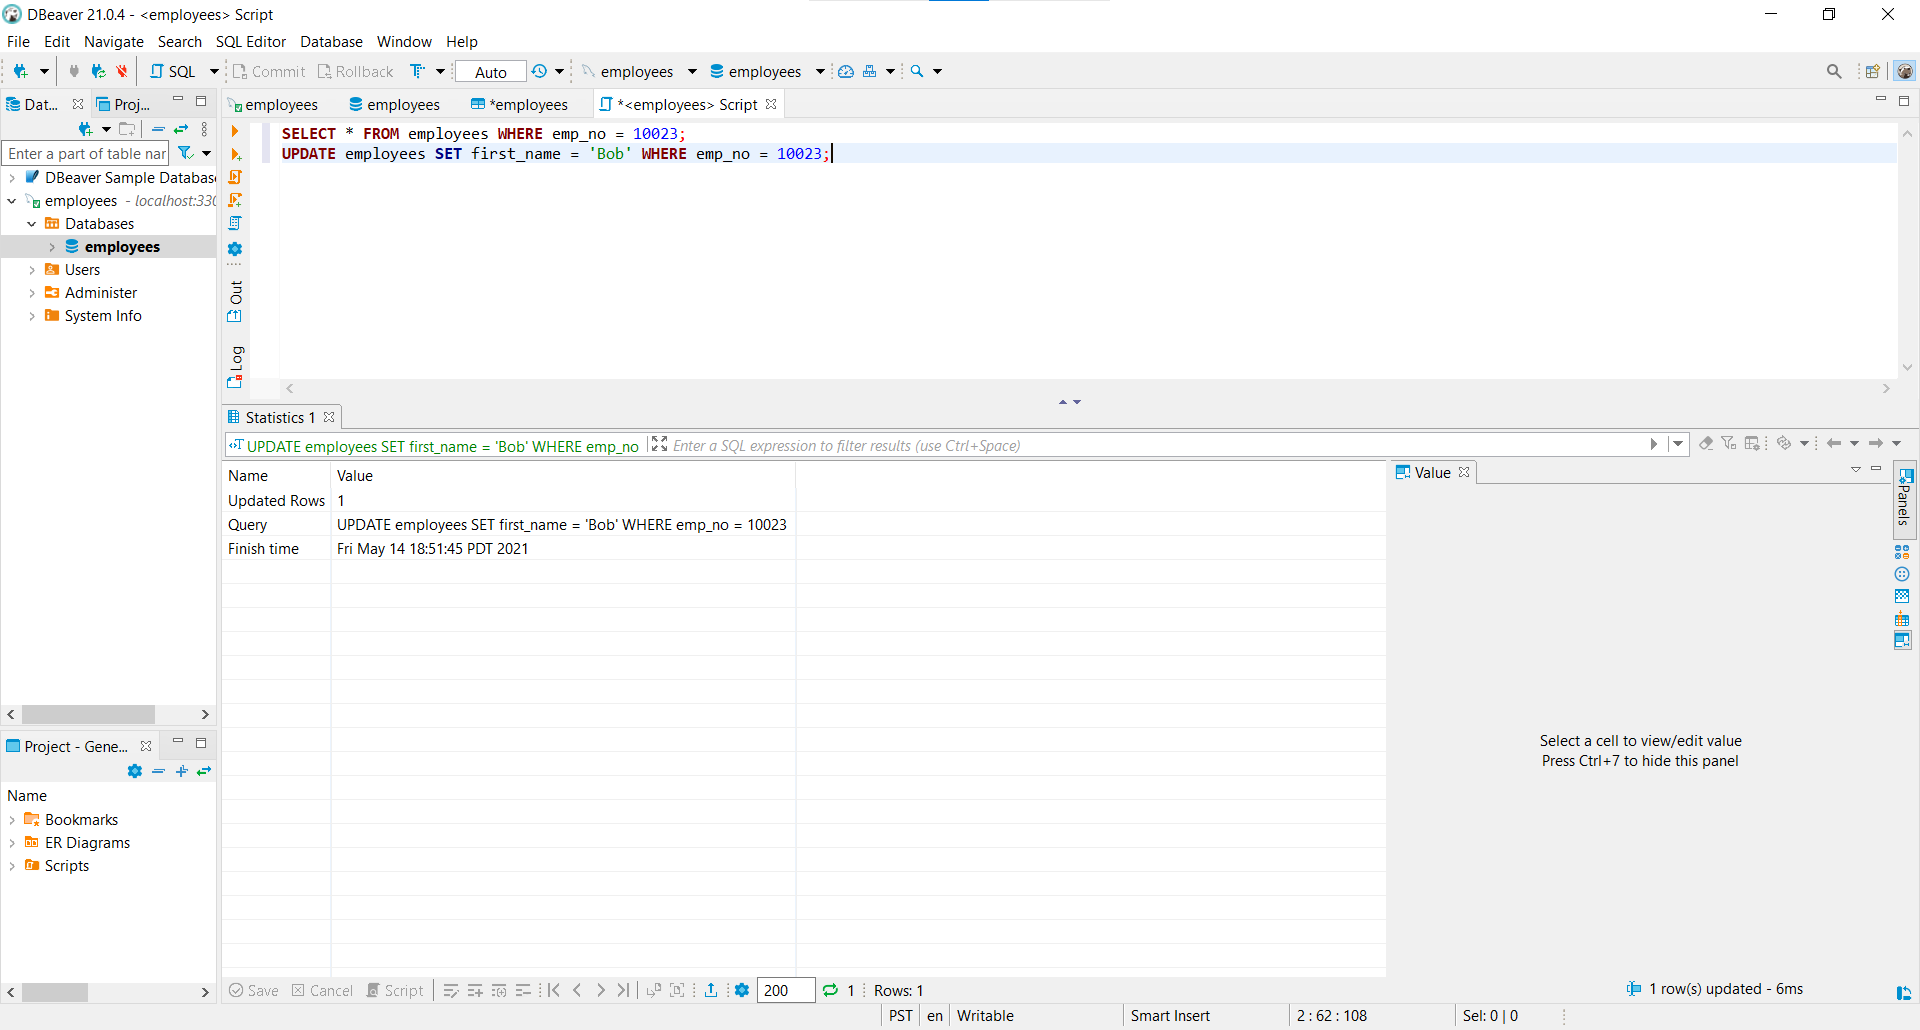 DBeaver 21.0.4 - <employees> Script
File Edit Navigate Search SQL Editor Database Window Help
SQL Commit Rollback Auto employees employees
Dat... Proj... employees employees *employees *<employees> Script
SELECT * FROM employees WHERE emp_no = 10023;
UPDATE employees SET first_name = 'Bob' WHERE emp_no = 10023;
Enter a part of table nar
DBeaver Sample Databas
employees - localhost:330
Databases
employees
Users
Administer
System Info
Out
Log
Statistics 1
UPDATE employees SET first_name = 'Bob' WHERE emp_no
Enter a SQL expression to filter results (use Ctrl+Space)
Name Value
Updated Rows 1
Query UPDATE employees SET first_name = 'Bob' WHERE emp_no = 10023
Finish time Fri May 14 18:51:45 PDT 2021
Value
Panels
Select a cell to view/edit value
Press Ctrl+7 to hide this panel
Project - Gene...
Name
Bookmarks
ER Diagrams
Scripts
Save Cancel Script 200 1 Rows: 1
1 row(s) updated - 6ms
PST en Writable Smart Insert 2 : 62 : 108 Sel: 0 | 0